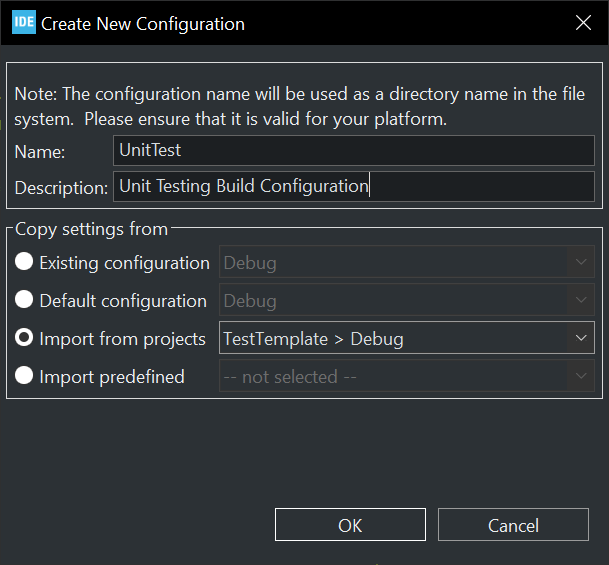 IDE Create New Configuration
Note: The configuration name will be used as a directory name in the file
system.  Please ensure that it is valid for your platform.
Name: UnitTest
Description: Unit Testing Build Configuration
Copy settings from
Existing configuration Debug
Default configuration Debug
Import from projects TestTemplate > Debug
Import predefined -- not selected --
OK Cancel